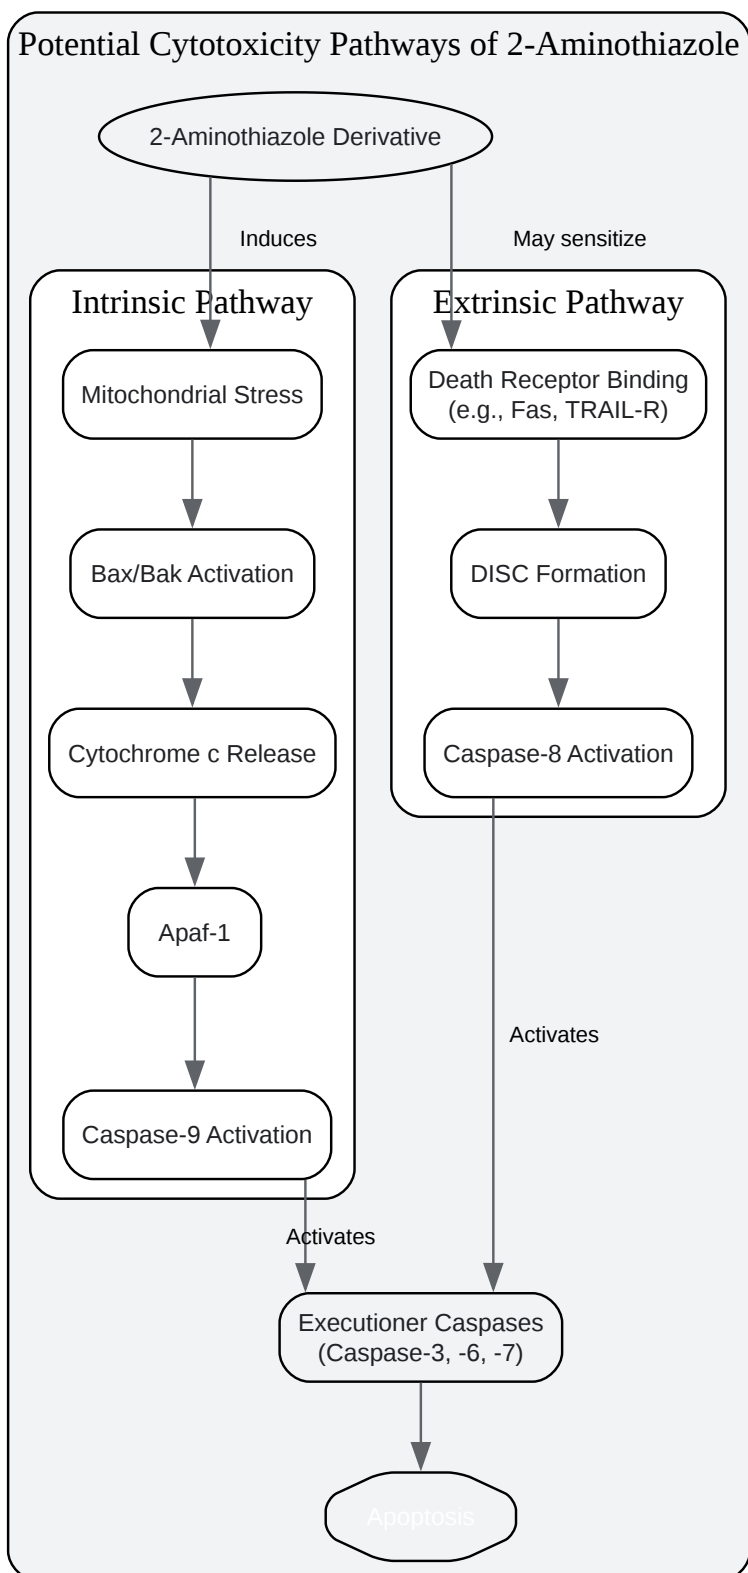 Potential Cytotoxicity Pathways of 2-Aminothiazole
2-Aminothiazole Derivative
Induces
May sensitize
Intrinsic Pathway
Mitochondrial Stress
Bax/Bak Activation
Cytochrome c Release
Apaf-1
Caspase-9 Activation
Activates
Extrinsic Pathway
Death Receptor Binding
(e.g., Fas, TRAIL-R)
DISC Formation
Caspase-8 Activation
Activates
Executioner Caspases
(Caspase-3, -6, -7)
Apoptosis